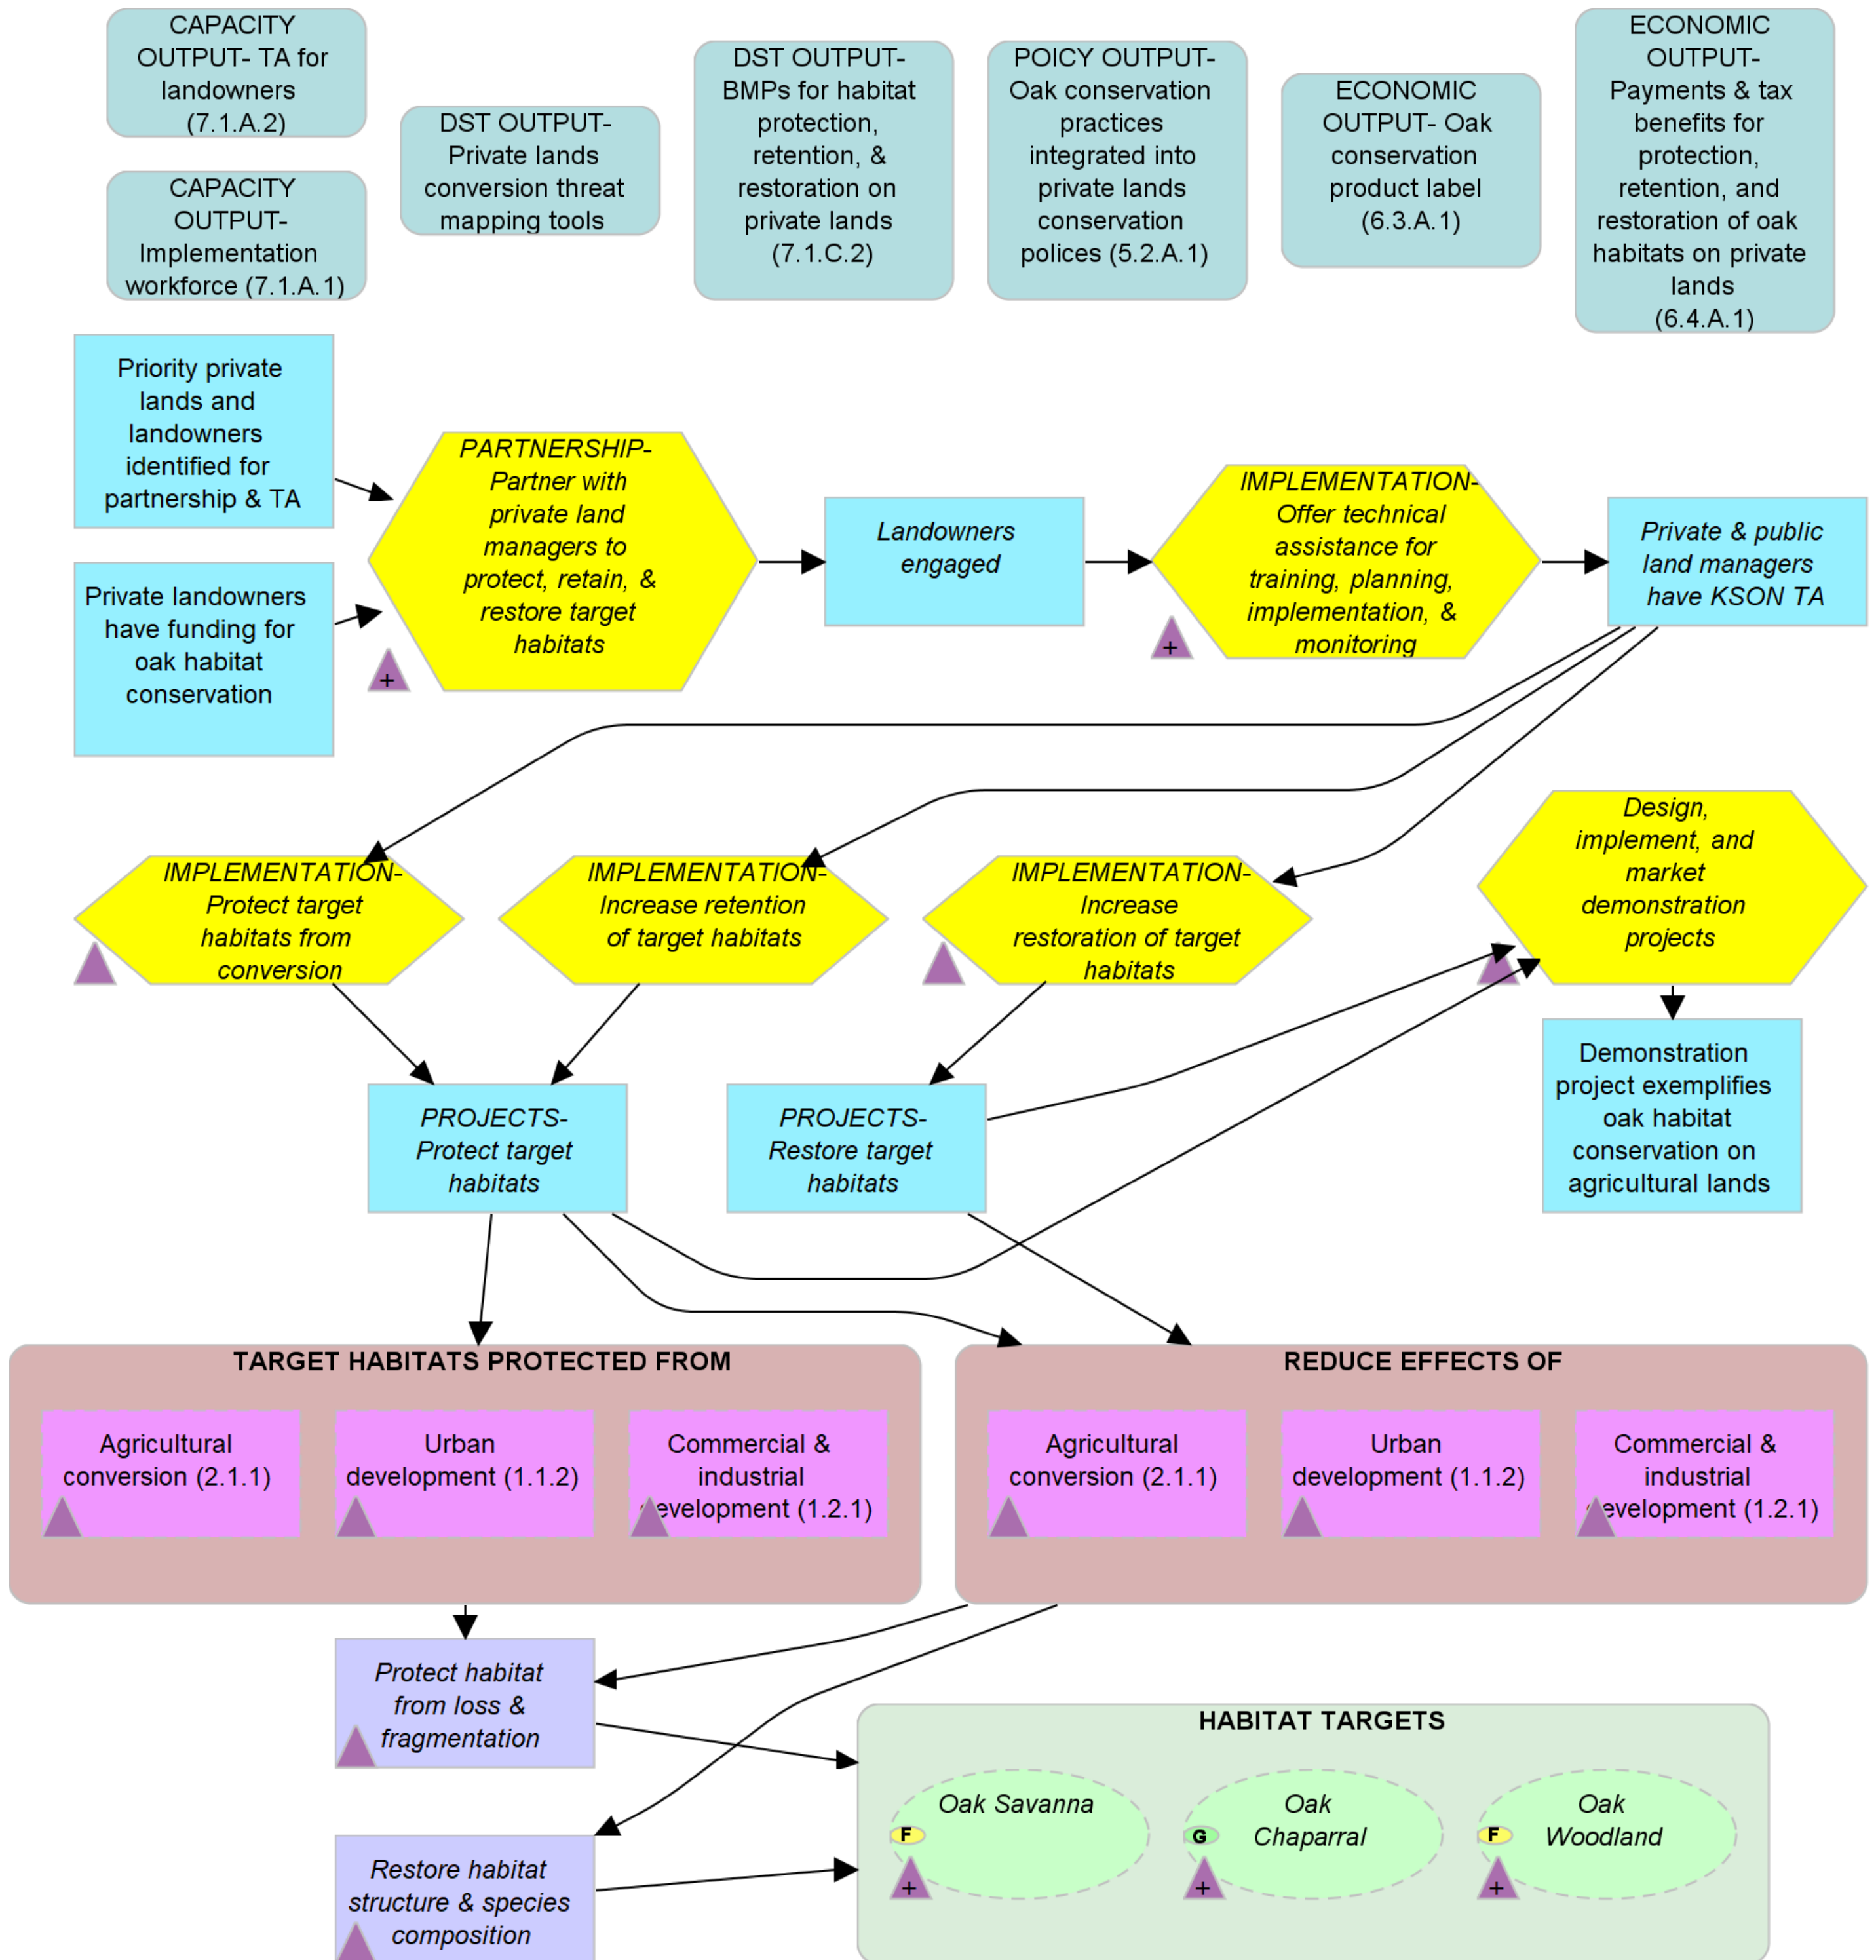 CAPACITY
OUTPUT- TA for
landowners
(7.1.A.2)
CAPACITY
OUTPUT-
Implementation
workforce (7.1.A.1)
DST OUTPUT-
Private lands
conversion threat
mapping tools
DST OUTPUT-
BMPs for habitat
protection,
retention, &
restoration on
private lands
(7.1.C.2)
POICY OUTPUT-
Oak conservation
practices
integrated into
private lands
conservation
polices (5.2.A.1)
ECONOMIC
OUTPUT- Oak
conservation
product label
(6.3.A.1)
ECONOMIC
OUTPUT-
Payments & tax
benefits for
protection,
retention, and
restoration of oak
habitats on private
lands
(6.4.A.1)
Priority private
lands and
landowners
identified for
partnership & TA
Private landowners
have funding for
oak habitat
conservation
PARTNERSHIP-
Partner with
private land
managers to
protect, retain, &
restore target
habitats
+
Landowners
engaged
IMPLEMENTATION-
Offer technical
assistance for
training, planning,
implementation, &
monitoring
+
Private & public
land managers
have KSON TA
IMPLEMENTATION-
Protect target
habitats from
conversion
IMPLEMENTATION-
Increase retention
of target habitats
IMPLEMENTATION-
Increase
restoration of target
habitats
Design,
implement, and
market
demonstration
projects
PROJECTS-
Protect target
habitats
PROJECTS-
Restore target
habitats
Demonstration
project exemplifies
oak habitat
conservation on
agricultural lands
TARGET HABITATS PROTECTED FROM
Agricultural
conversion (2.1.1)
Urban
development (1.1.2)
Commercial &
industrial
development (1.2.1)
REDUCE EFFECTS OF
Agricultural
conversion (2.1.1)
Urban
development (1.1.2)
Commercial &
industrial
development (1.2.1)
Protect habitat
from loss &
fragmentation
Restore habitat
structure & species
composition
HABITAT TARGETS
Oak Savanna
F
+
Oak
Chaparral
G
+
Oak
Woodland
F
+